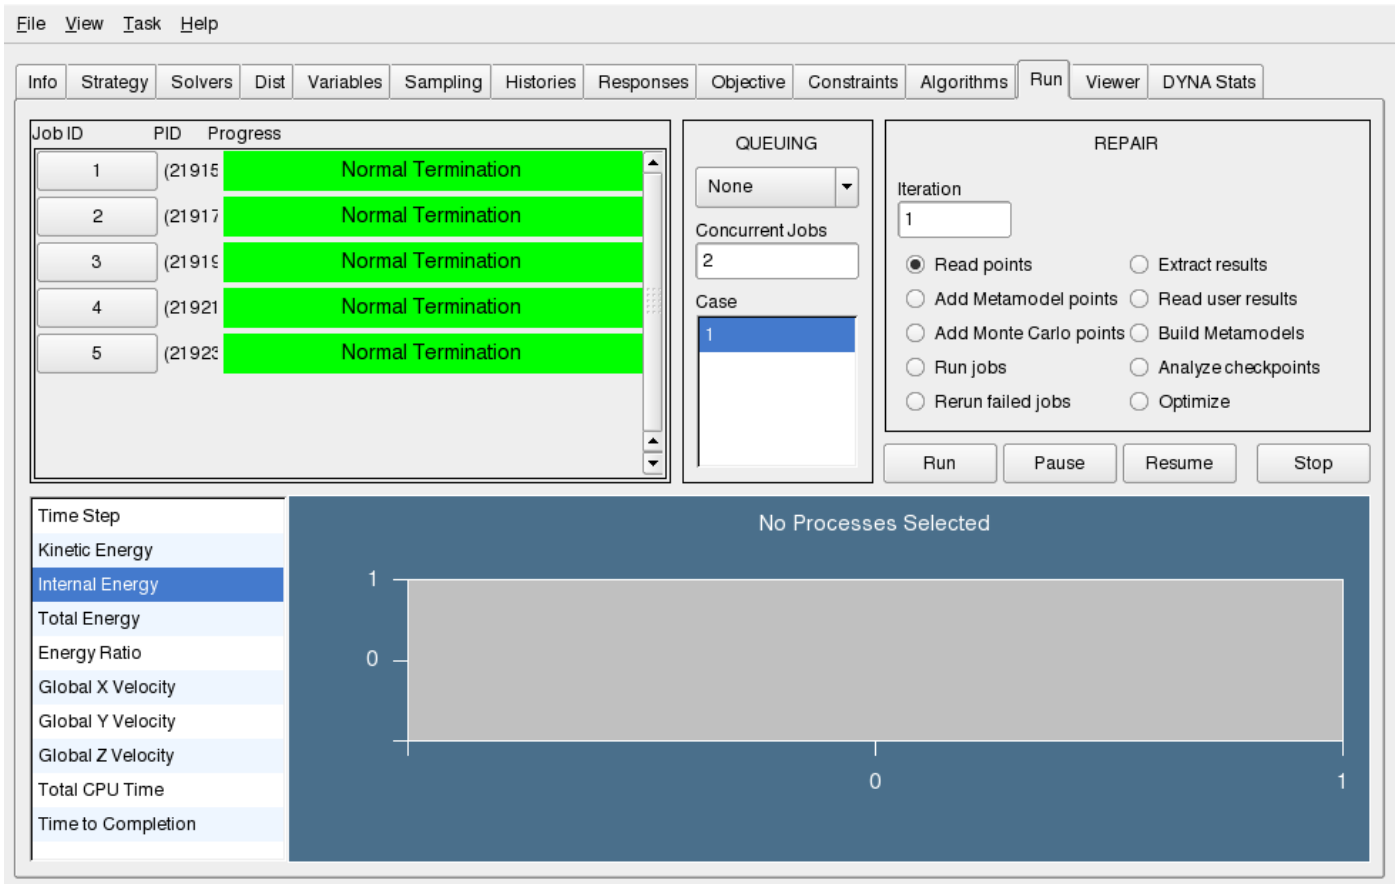 File View Task Help
Info Strategy Solvers Dist Variables Sampling Histories Responses Objective Constraints Algorithms Run Viewer DYNA Stats
Job ID PID Progress
1 (21915 Normal Termination
2 (21917 Normal Termination
3 (21919 Normal Termination
4 (21921 Normal Termination
5 (21923 Normal Termination
QUEUING
None
Concurrent Jobs
2
Case
1
REPAIR
Iteration
1
Read points Extract results
Add Metamodel points Read user results
Add Monte Carlo points Build Metamodels
Run jobs Analyze checkpoints
Rerun failed jobs Optimize
Run Pause Resume Stop
Time Step
Kinetic Energy
Internal Energy
Total Energy
Energy Ratio
Global X Velocity
Global Y Velocity
Global Z Velocity
Total CPU Time
Time to Completion
No Processes Selected
1
0
0 1